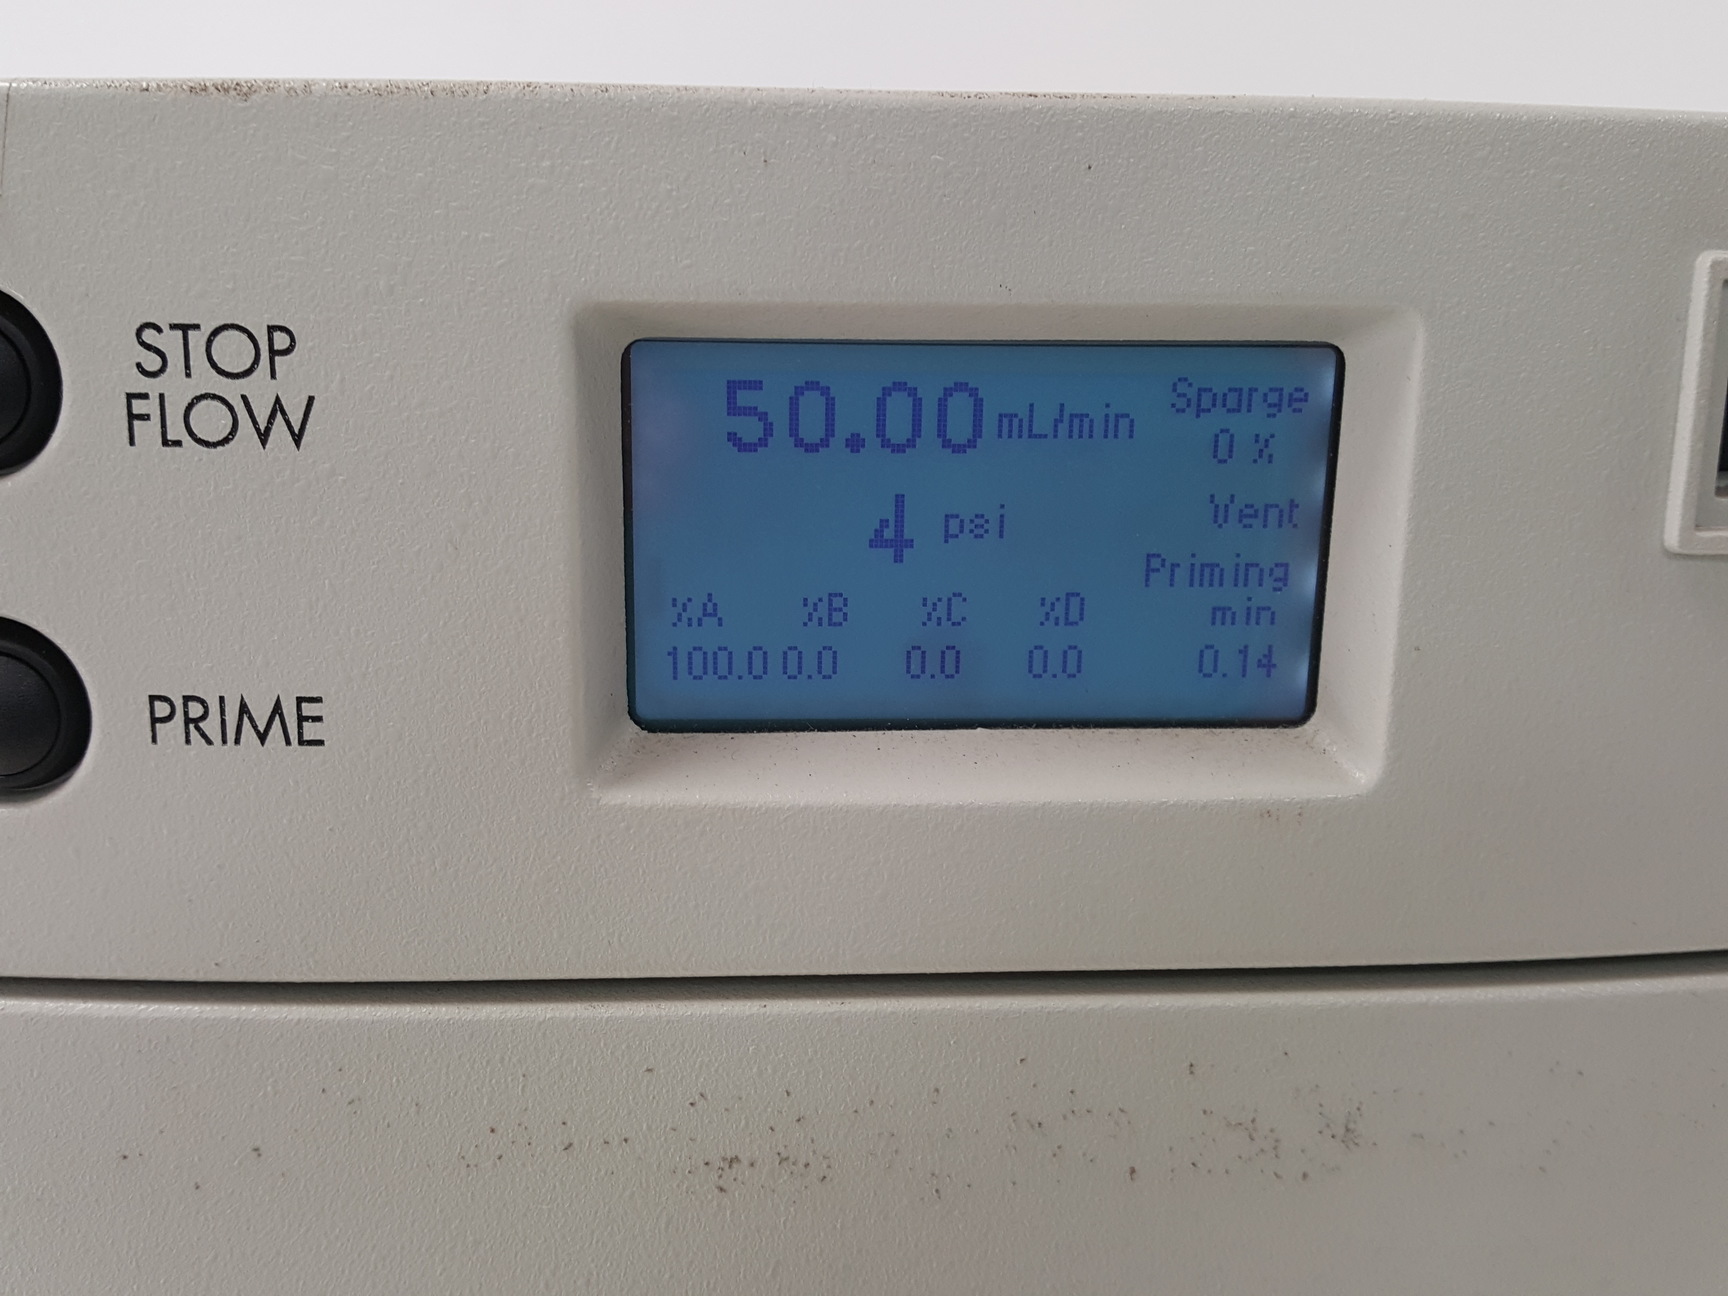 STOP
FLOW
PRIME
50.00 mL/min
4 psi
%A %B %C %D
100.0 0.0 0.0 0.0
Sparge
0 %
Vent
Priming
min
0.14